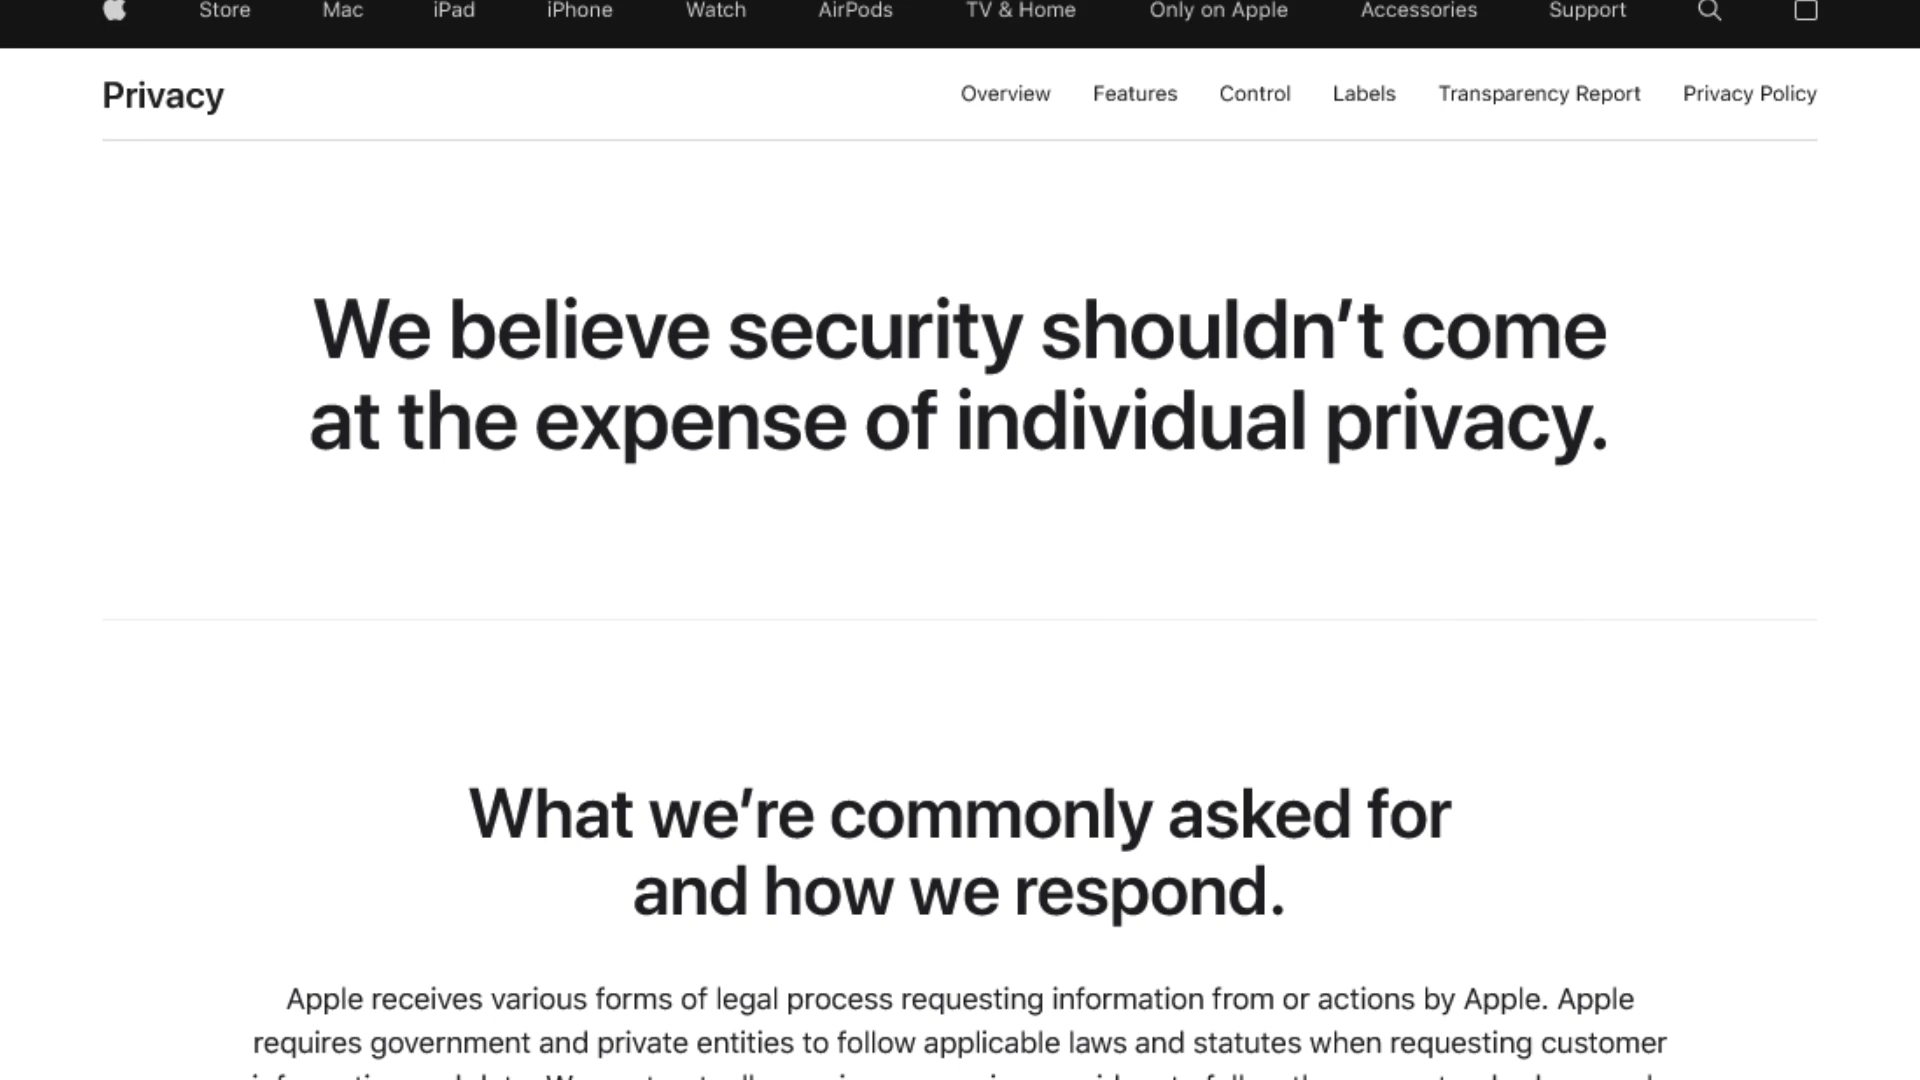 Store Mac iPad iPhone Watch AirPods TV & Home Only on Apple Accessories Support
Privacy Overview Features Control Labels Transparency Report Privacy Policy
We believe security shouldn’t come
at the expense of individual privacy.
What we’re commonly asked for
and how we respond.
Apple receives various forms of legal process requesting information from or actions by Apple. Apple
requires government and private entities to follow applicable laws and statutes when requesting customer